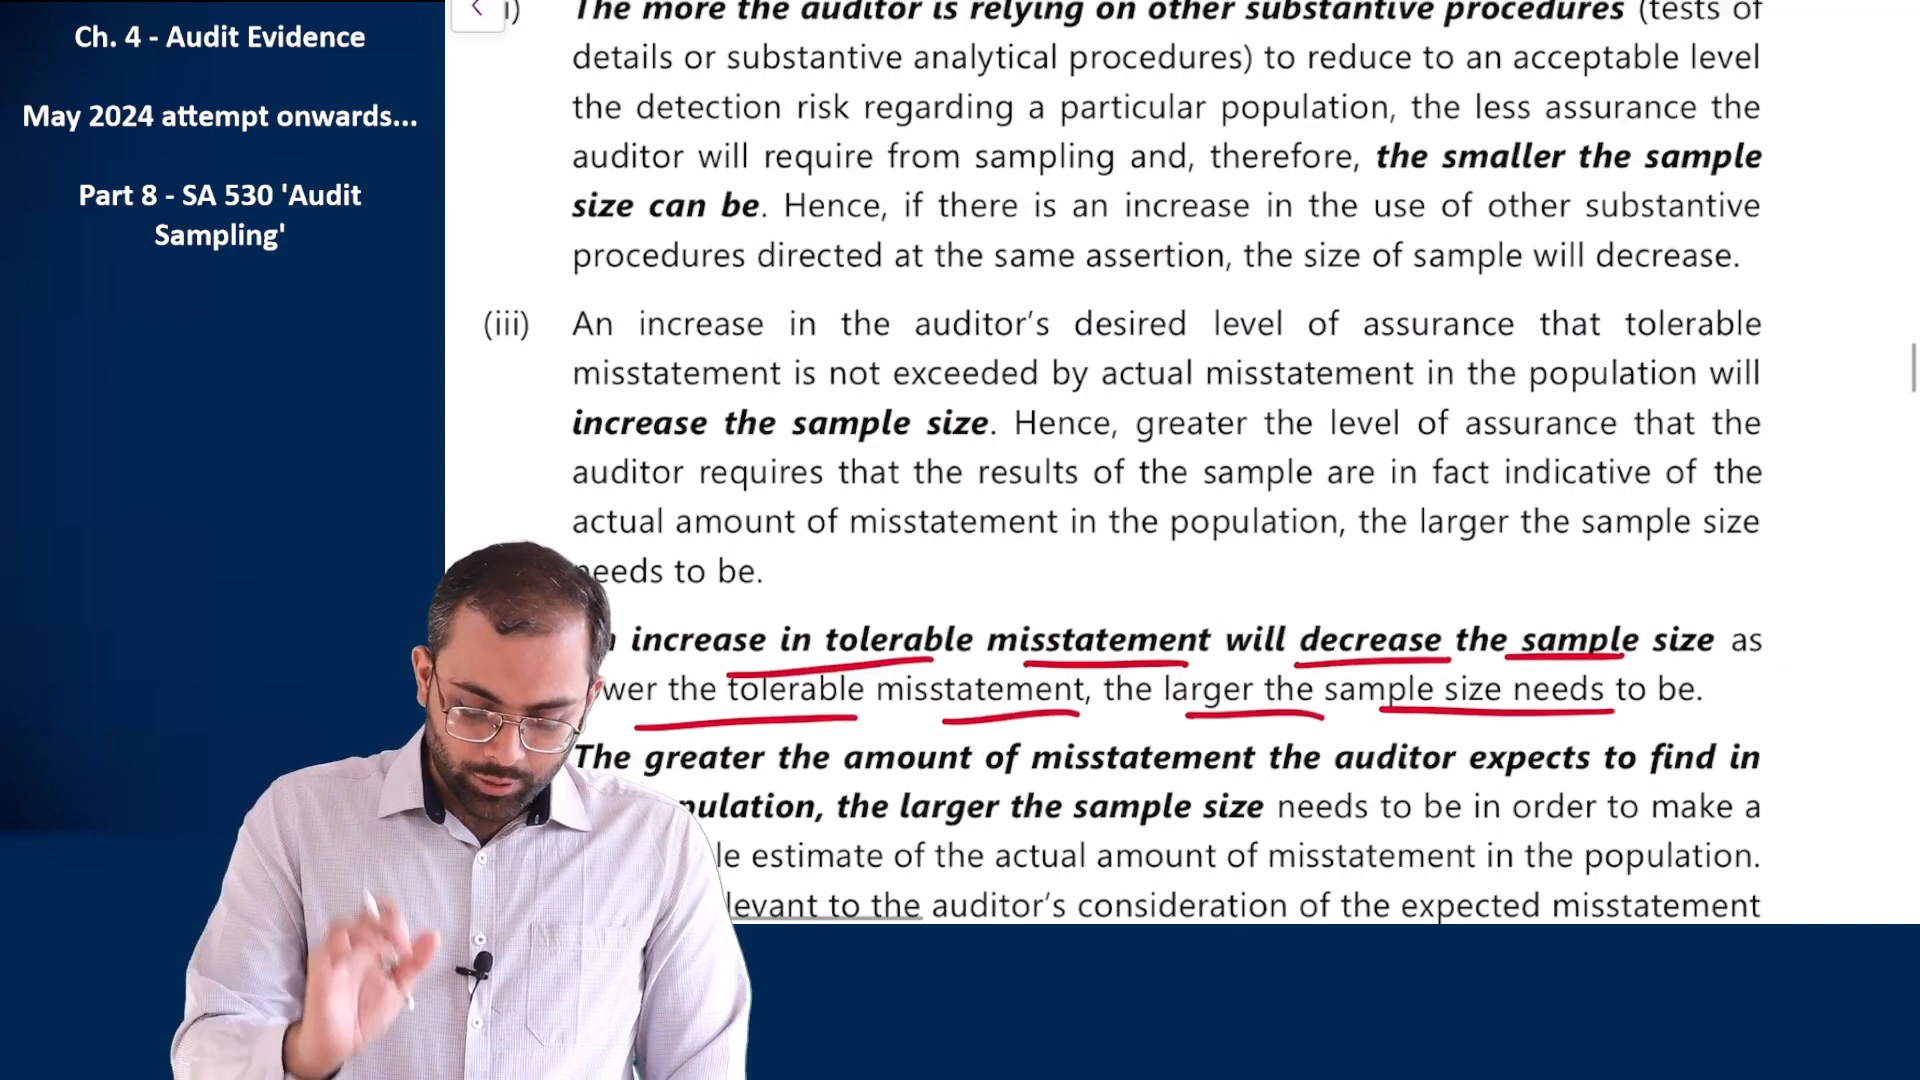 Ch. 4 - Audit Evidence
May 2024 attempt onwards...
Part 8 - SA 530 'Audit
Sampling'
The more the auditor is relying on other substantive procedures (tests of
details or substantive analytical procedures) to reduce to an acceptable level
the detection risk regarding a particular population, the less assurance the
auditor will require from sampling and, therefore, the smaller the sample
size can be. Hence, if there is an increase in the use of other substantive
procedures directed at the same assertion, the size of sample will decrease.
(iii) An increase in the auditor’s desired level of assurance that tolerable
misstatement is not exceeded by actual misstatement in the population will
increase the sample size. Hence, greater the level of assurance that the
auditor requires that the results of the sample are in fact indicative of the
actual amount of misstatement in the population, the larger the sample size
needs to be.
increase in tolerable misstatement will decrease the sample size as
the tolerable misstatement, the larger the sample size needs to be.
The greater the amount of misstatement the auditor expects to find in
the larger the sample size needs to be in order to make a
estimate of the actual amount of misstatement in the population.
to the auditor’s consideration of the expected misstatement